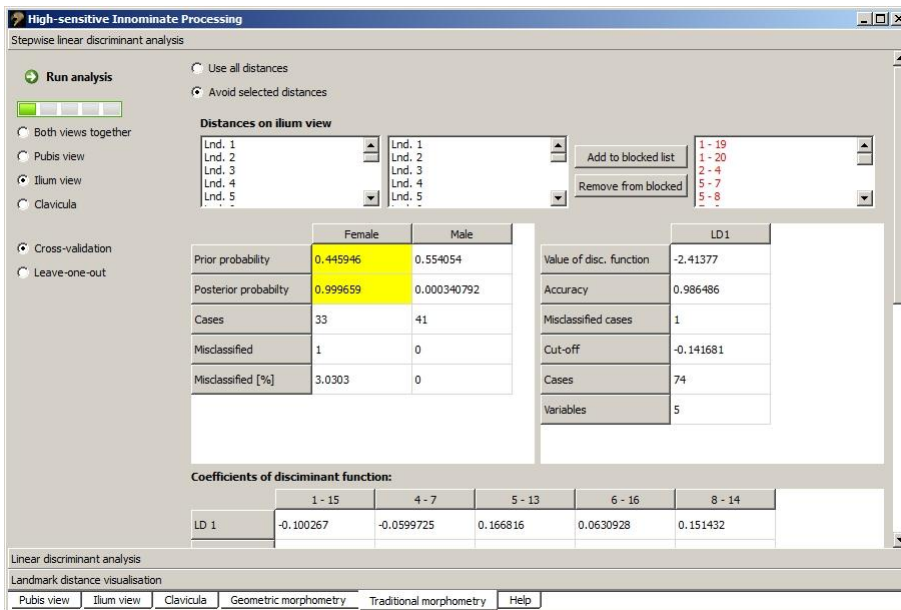 High-sensitive Innominate Processing
Stepwise linear discriminant analysis
Run analysis
Both views together
Pubis view
Ilium view
Clavicula
Cross-validation
Leave-one-out
Use all distances
Avoid selected distances
Distances on ilium view
Lnd. 1
Lnd. 2
Lnd. 3
Lnd. 4
Lnd. 5
Lnd. 1
Lnd. 2
Lnd. 3
Lnd. 4
Lnd. 5
Add to blocked list
Remove from blocked
1 - 19
1 - 20
2 - 4
5 - 7
5 - 8
Female Male
Prior probability 0.445946 0.554054
Posterior probabilty 0.999659 0.000340792
Cases 33 41
Misclassified 1 0
Misclassified [%] 3.0303 0
LD1
Value of disc. function -2.41377
Accuracy 0.986486
Misclassified cases 1
Cut-off -0.141681
Cases 74
Variables 5
Coefficients of disciminant function:
1 - 15 4 - 7 5 - 13 6 - 16 8 - 14
LD 1 -0.100267 -0.0599725 0.166816 0.0630928 0.151432
Linear discriminant analysis
Landmark distance visualisation
Pubis view Ilium view Clavicula Geometric morphometry Traditional morphometry Help